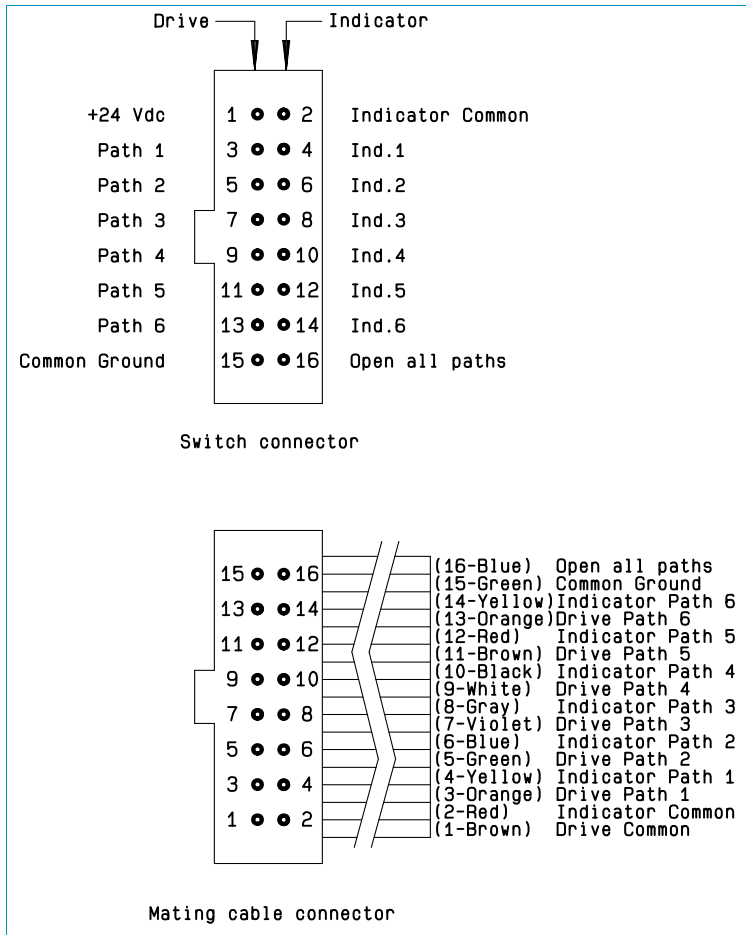 Drive Indicator
+24 Vdc 1 2 Indicator Common
Path 1 3 4 Ind.1
Path 2 5 6 Ind.2
Path 3 7 8 Ind.3
Path 4 9 10 Ind.4
Path 5 11 12 Ind.5
Path 6 13 14 Ind.6
Common Ground 15 16 Open all paths
Switch connector
15 16
13 14
11 12
9 10
7 8
5 6
3 4
1 2
(16-Blue) Open all paths
(15-Green) Common Ground
(14-Yellow) Indicator Path 6
(13-Orange) Drive Path 6
(12-Red) Indicator Path 5
(11-Brown) Drive Path 5
(10-Black) Indicator Path 4
(9-White) Drive Path 4
(8-Gray) Indicator Path 3
(7-Violet) Drive Path 3
(6-Blue) Indicator Path 2
(5-Green) Drive Path 2
(4-Yellow) Indicator Path 1
(3-Orange) Drive Path 1
(2-Red) Indicator Common
(1-Brown) Drive Common
Mating cable connector